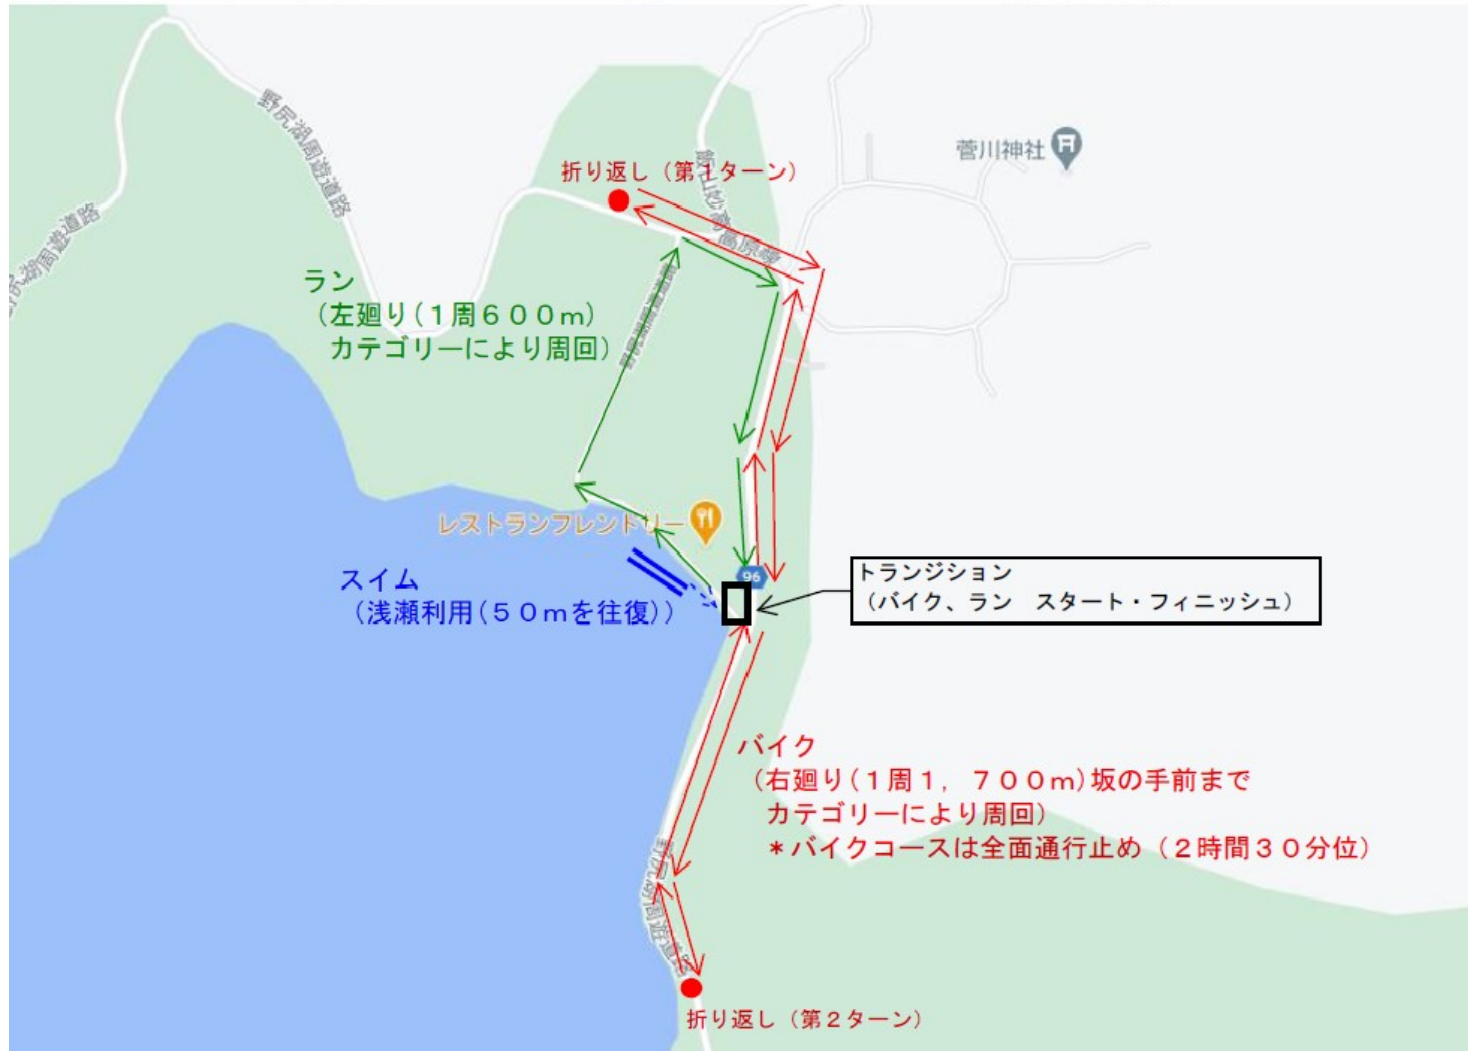 野尻湖周遊道路
野尻湖周遊道路
菅川神社
折り返し（第１ターン）
飯山妙高高原線
ラン
（左廻り（１周６００ｍ）
カテゴリーにより周回）
レストランフレンドリー
96
スイム
（浅瀬利用（５０ｍを往復））
トランジション
（バイク、ラン　スタート・フィニッシュ）
バイク
（右廻り（１周１，７００ｍ）坂の手前まで
カテゴリーにより周回）
＊バイクコースは全面通行止め（２時間３０分位）
野尻湖周遊道路
折り返し（第２ターン）